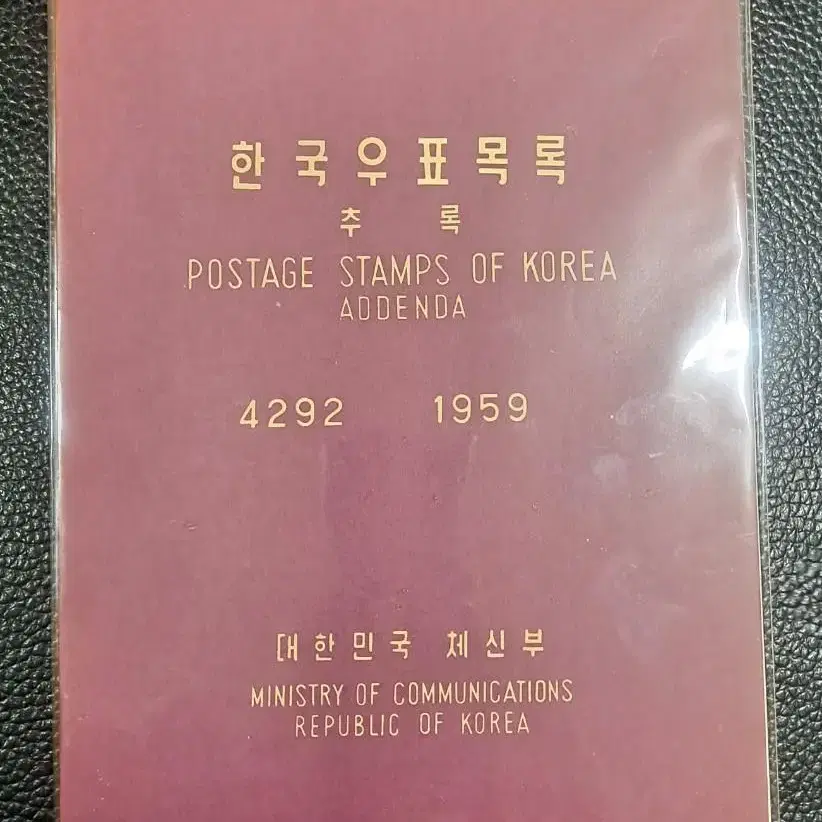 한국우표목록
추 록
POSTAGE STAMPS OF KOREA
ADDENDA
4292 1959
대한민국 체신부
MINISTRY OF COMMUNICATIONS
REPUBLIC OF KOREA